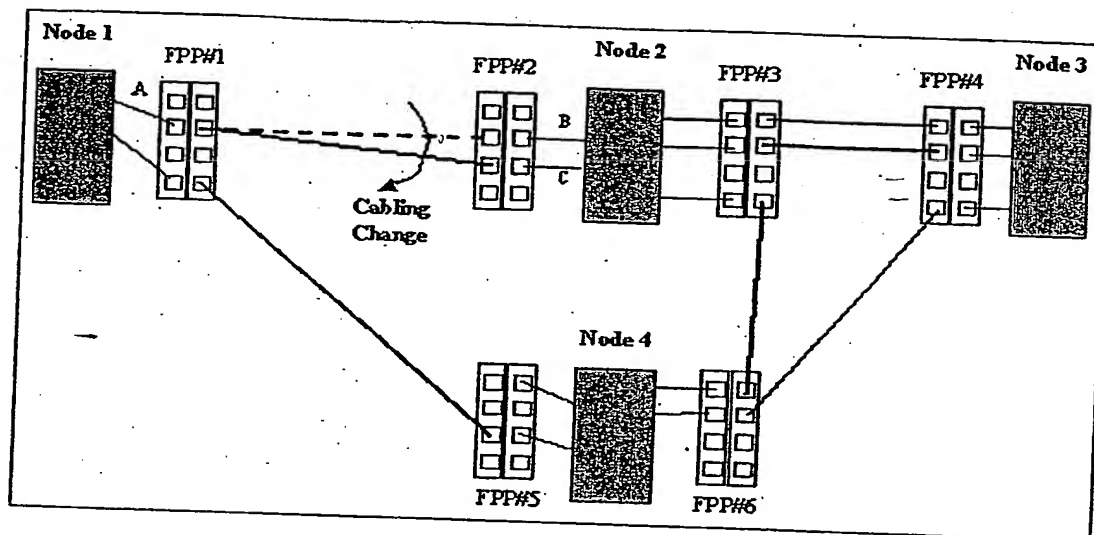 Node 1
FPP#1
A
FPP#2
Node 2
B
C
FPP#3
FPP#4
Node 3
Cabling
Change
Node 4
FPP#5
FPP#6